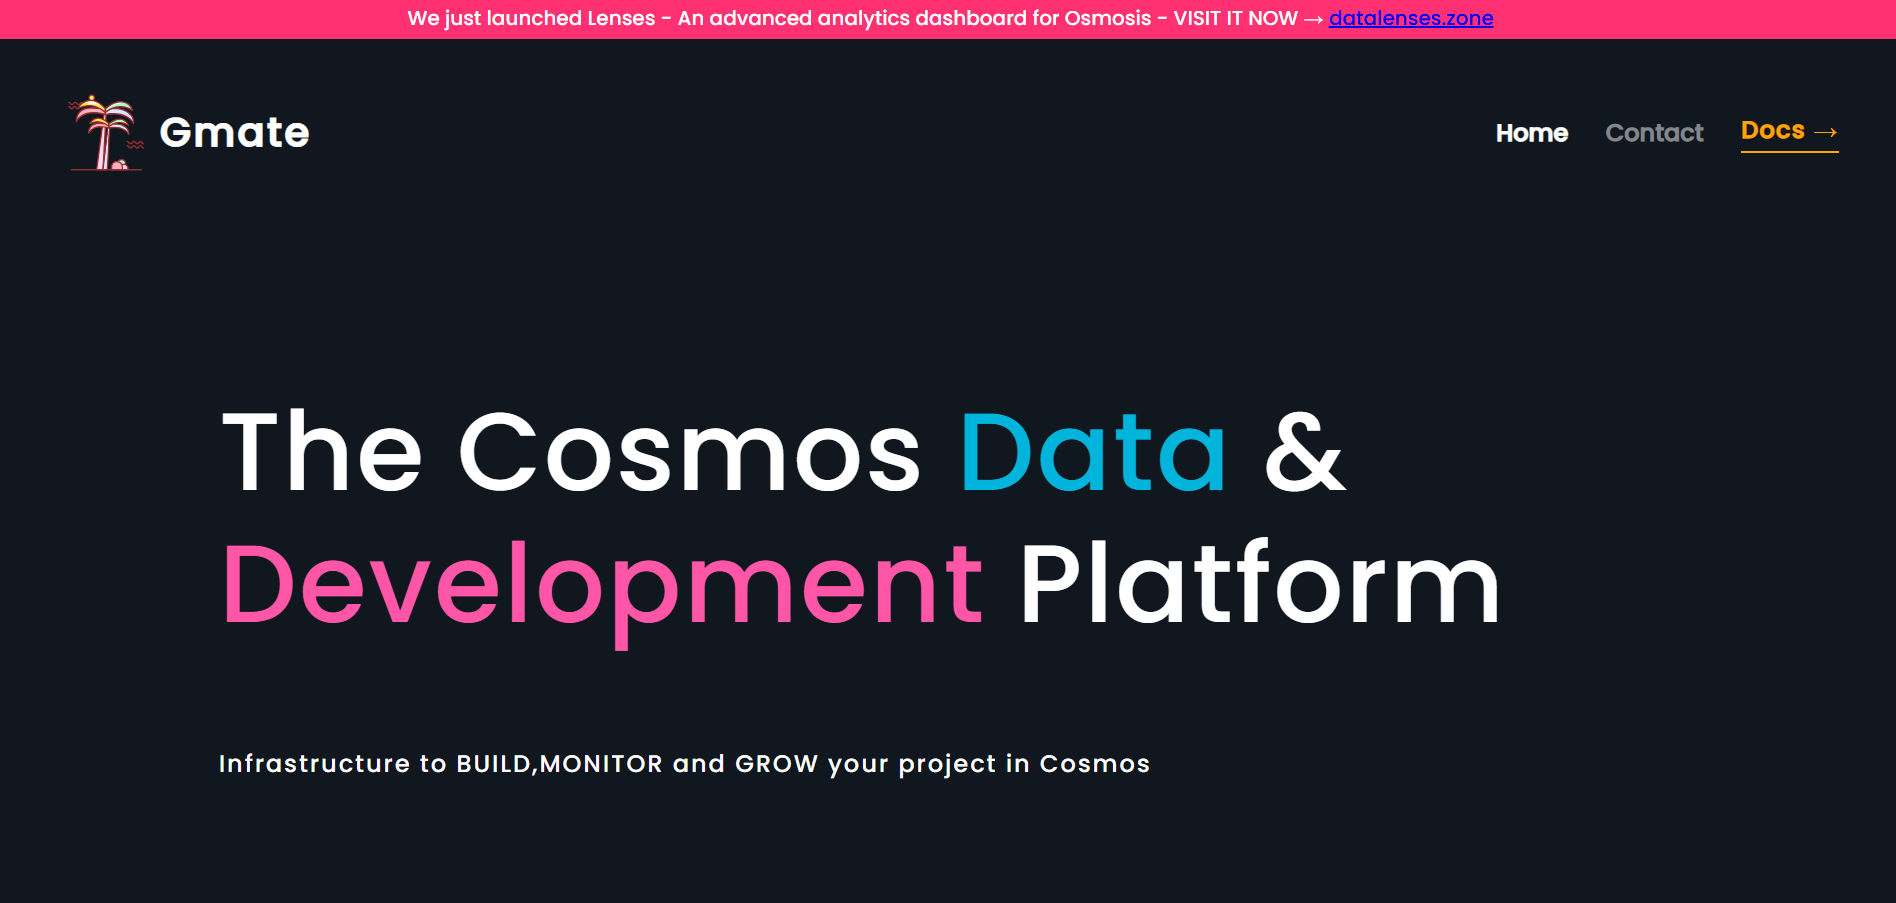 We just launched Lenses - An advanced analytics dashboard for Osmosis - VISIT IT NOW → datalenses.zone
Gmate
Home Contact Docs →
The Cosmos Data &
Development Platform
Infrastructure to BUILD,MONITOR and GROW your project in Cosmos